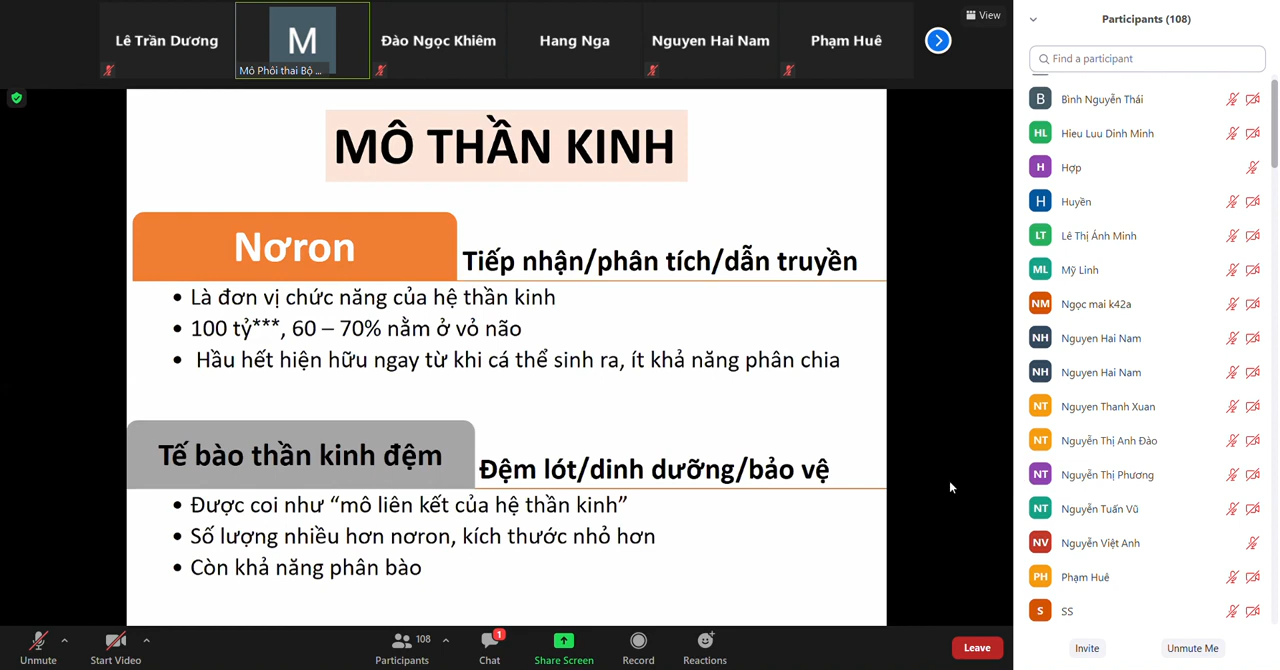 View
Lê Trần Dương
M
Mô Phôi thai Bộ ...
Đào Ngọc Khiêm
Hang Nga
Nguyen Hai Nam
Phạm Huê
MÔ THẦN KINH
Nơron
Tiếp nhận/phân tích/dẫn truyền
• Là đơn vị chức năng của hệ thần kinh
• 100 tỷ***, 60 – 70% nằm ở vỏ não
• Hầu hết hiện hữu ngay từ khi cá thể sinh ra, ít khả năng phân chia
Tế bào thần kinh đệm
Đệm lót/dinh dưỡng/bảo vệ
• Được coi như “mô liên kết của hệ thần kinh”
• Số lượng nhiều hơn nơron, kích thước nhỏ hơn
• Còn khả năng phân bào
Unmute
Start Video
108
Participants
1
Chat
Share Screen
Record
Reactions
Leave
Participants (108)
Find a participant
B Bình Nguyễn Thái
HL Hieu Luu Dinh Minh
H Hợp
H Huyền
LT Lê Thị Ánh Minh
ML Mỹ Linh
NM Ngọc mai k42a
NH Nguyen Hai Nam
NH Nguyen Hai Nam
NT Nguyen Thanh Xuan
NT Nguyễn Thị Anh Đào
NT Nguyễn Thị Phương
NT Nguyễn Tuấn Vũ
NV Nguyễn Việt Anh
PH Phạm Huê
S SS
Invite
Unmute Me